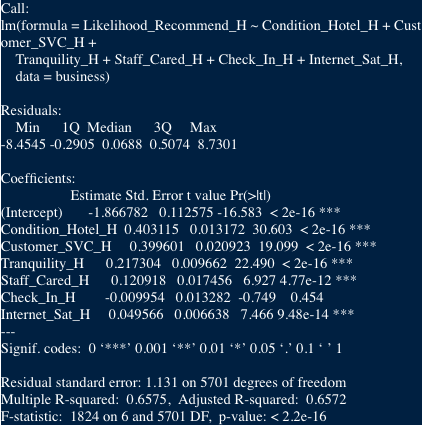 Call:
lm(formula = Likelihood_Recommend_H ~ Condition_Hotel_H + Cust
omer_SVC_H +
    Tranquility_H + Staff_Cared_H + Check_In_H + Internet_Sat_H,
    data = business)

Residuals:
    Min      1Q  Median      3Q     Max
-8.4545 -0.2905  0.0688  0.5074  8.7301

Coefficients:
                  Estimate Std. Error t value Pr(>|t|)
(Intercept)       -1.866782   0.112575 -16.583  < 2e-16 ***
Condition_Hotel_H  0.403115   0.013172  30.603  < 2e-16 ***
Customer_SVC_H     0.399601   0.020923  19.099  < 2e-16 ***
Tranquility_H      0.217304   0.009662  22.490  < 2e-16 ***
Staff_Cared_H      0.120918   0.017456   6.927 4.77e-12 ***
Check_In_H        -0.009954   0.013282  -0.749    0.454
Internet_Sat_H     0.049566   0.006638   7.466 9.48e-14 ***
---
Signif. codes:  0 ‘***’ 0.001 ‘**’ 0.01 ‘*’ 0.05 ‘.’ 0.1 ‘ ’ 1

Residual standard error: 1.131 on 5701 degrees of freedom
Multiple R-squared:  0.6575,  Adjusted R-squared:  0.6572
F-statistic:  1824 on 6 and 5701 DF,  p-value: < 2.2e-16